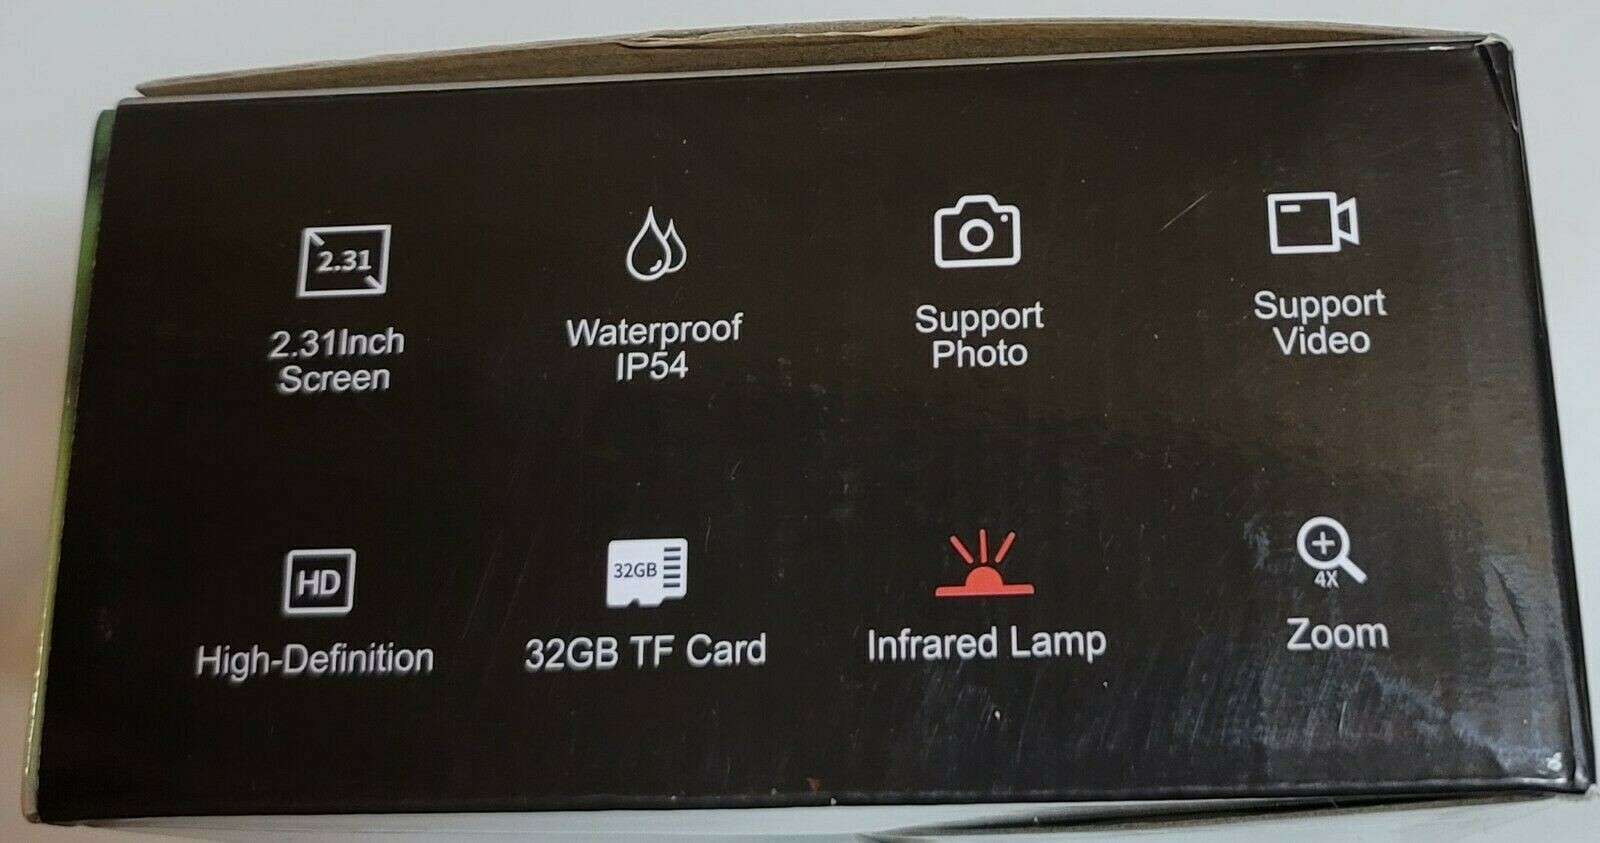 2.31
2.31Inch
Screen
Waterproof
IP54
Support
Photo
Support
Video
HD
High-Definition
32GB
32GB TF Card
Infrared Lamp
4X
Zoom